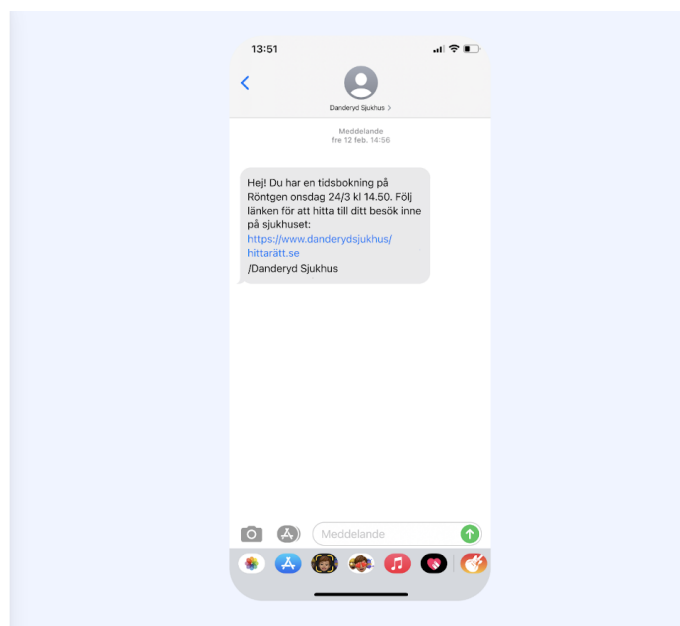 13:51
Danderyd Sjukhus >
Meddelande
fre 12 feb. 14:56
Hej! Du har en tidsbokning på
Röntgen onsdag 24/3 kl 14.50. Följ
länken för att hitta till ditt besök inne
på sjukhuset:
https://www.danderydsjukhus/
hittarätt.se
/Danderyd Sjukhus
Meddelande